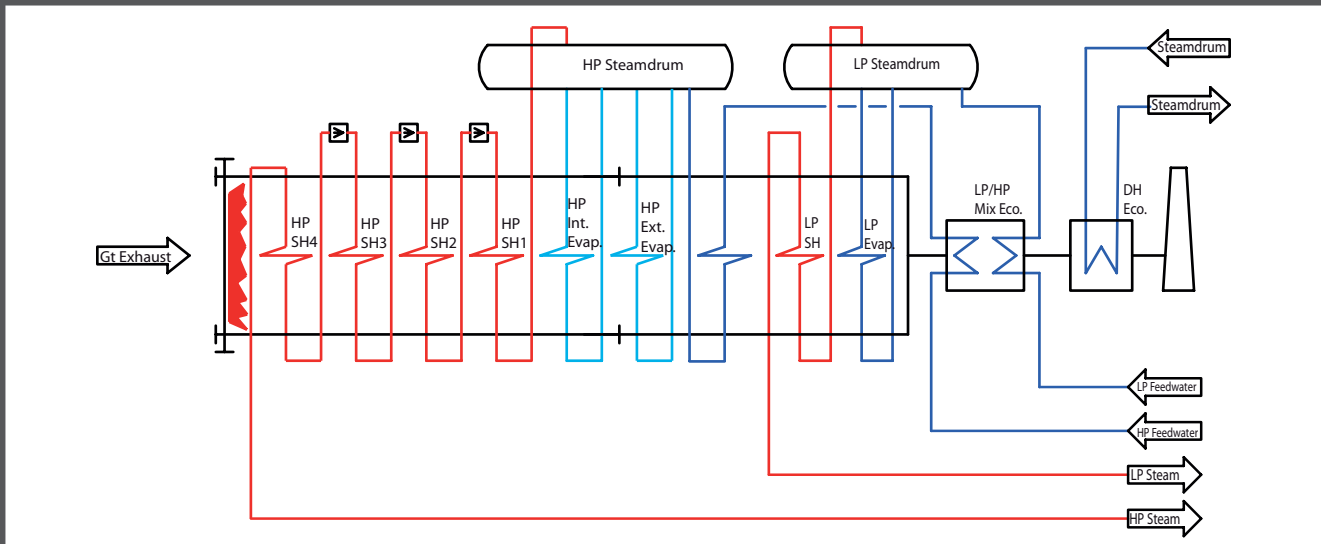 Steamdrum
HP Steamdrum
LP Steamdrum
Steamdrum
Gt Exhaust
HP
SH4
HP
SH3
HP
SH2
HP
SH1
HP
Int.
Evap.
HP
Ext.
Evap.
LP
SH
LP
Evap.
LP/HP
Mix Eco.
DH
Eco.
LP Feedwater
HP Feedwater
LP Steam
HP Steam